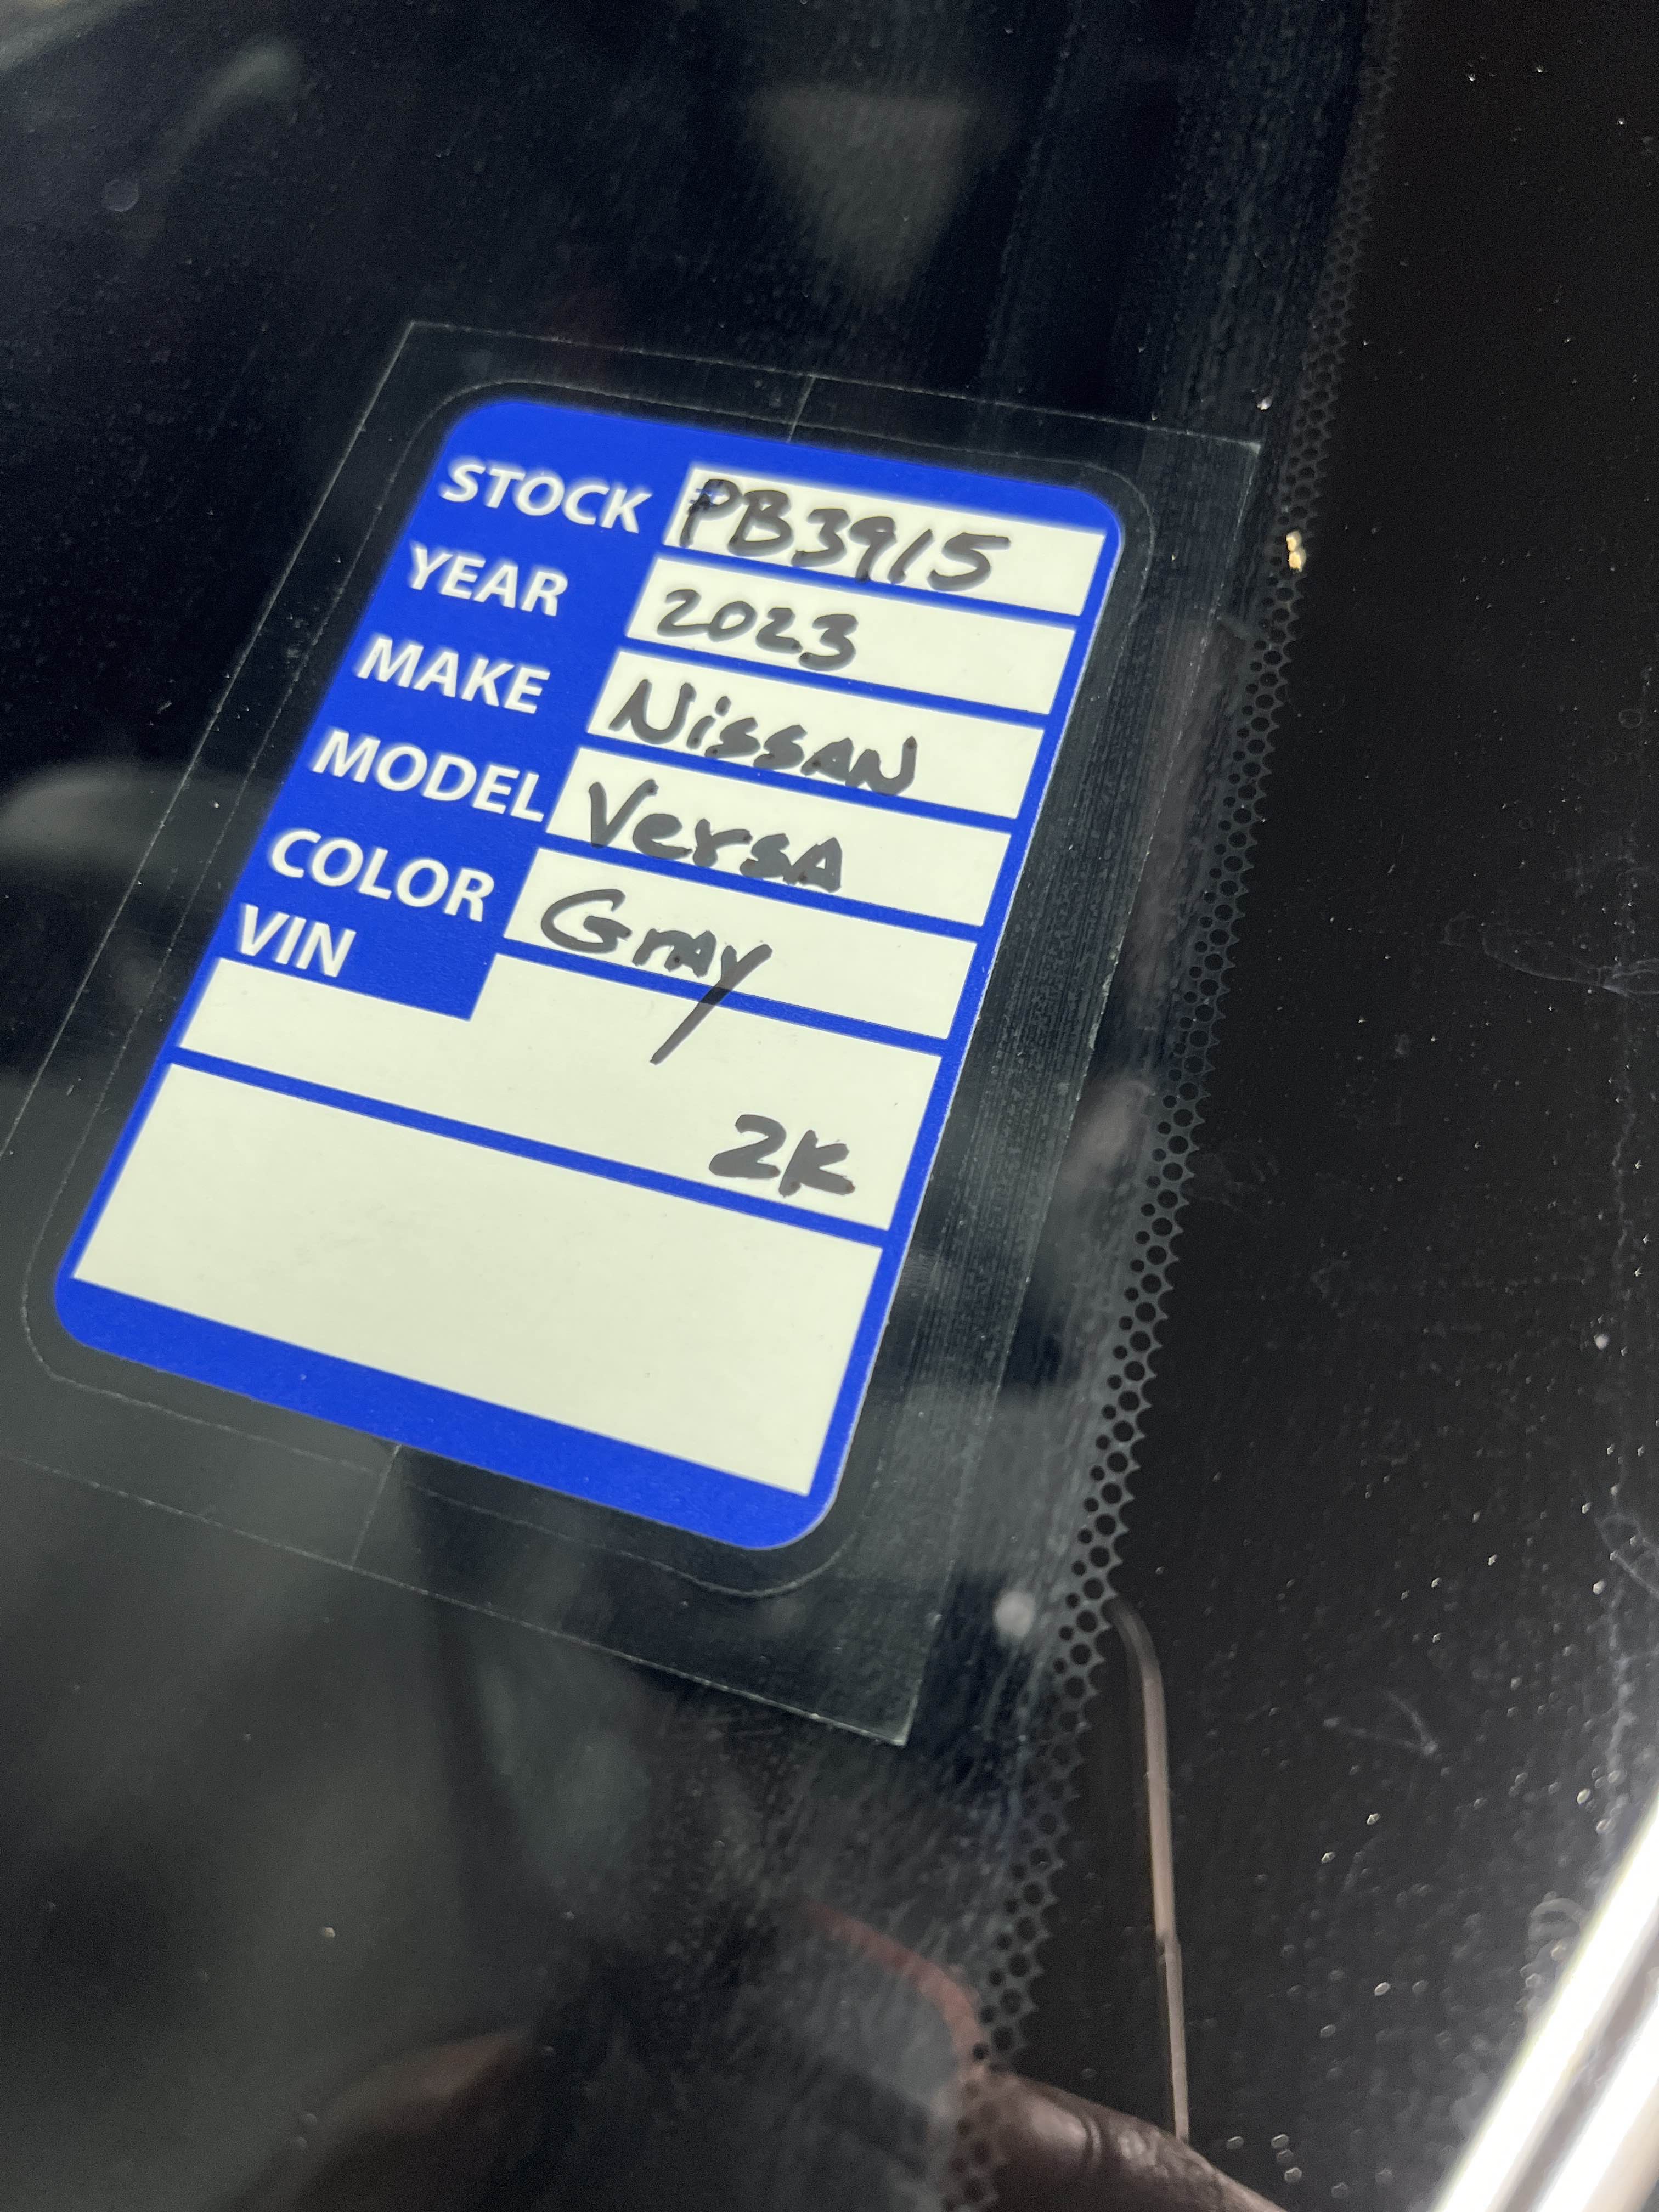 STOCK PB3915
YEAR 2023
MAKE Nissan
MODEL Versa
COLOR Gray
VIN
2K